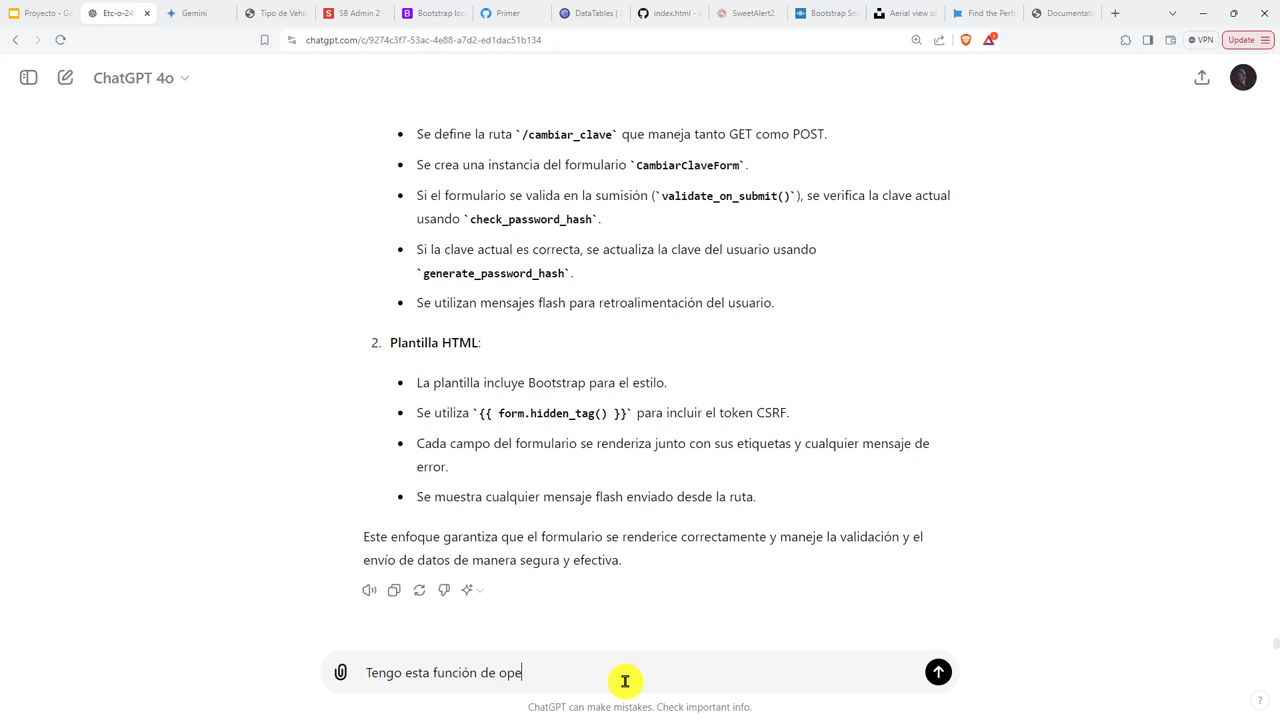 Proyecto - Go
Etc-o-24
Gemini
Tipo de Vehíc
SB Admin 2 -
Bootstrap Ico
Primer
DataTables |
index.html -
SweetAlert2 -
Bootstrap Sni
Aerial view of
Find the Perfe
Documentati
chatgpt.com/c/9274c3f7-53ac-4e88-a7d2-ed1dac51b134
VPN
Update
ChatGPT 4o
• Se define la ruta `/cambiar_clave` que maneja tanto GET como POST.
• Se crea una instancia del formulario `CambiarClaveForm`.
• Si el formulario se valida en la sumisión (`validate_on_submit()`), se verifica la clave actual
usando `check_password_hash`.
• Si la clave actual es correcta, se actualiza la clave del usuario usando
`generate_password_hash`.
• Se utilizan mensajes flash para retroalimentación del usuario.
2. Plantilla HTML:
• La plantilla incluye Bootstrap para el estilo.
• Se utiliza `{{ form.hidden_tag() }}` para incluir el token CSRF.
• Cada campo del formulario se renderiza junto con sus etiquetas y cualquier mensaje de
error.
• Se muestra cualquier mensaje flash enviado desde la ruta.
Este enfoque garantiza que el formulario se renderice correctamente y maneje la validación y el
envío de datos de manera segura y efectiva.
Tengo esta función de ope
ChatGPT can make mistakes. Check important info.
?